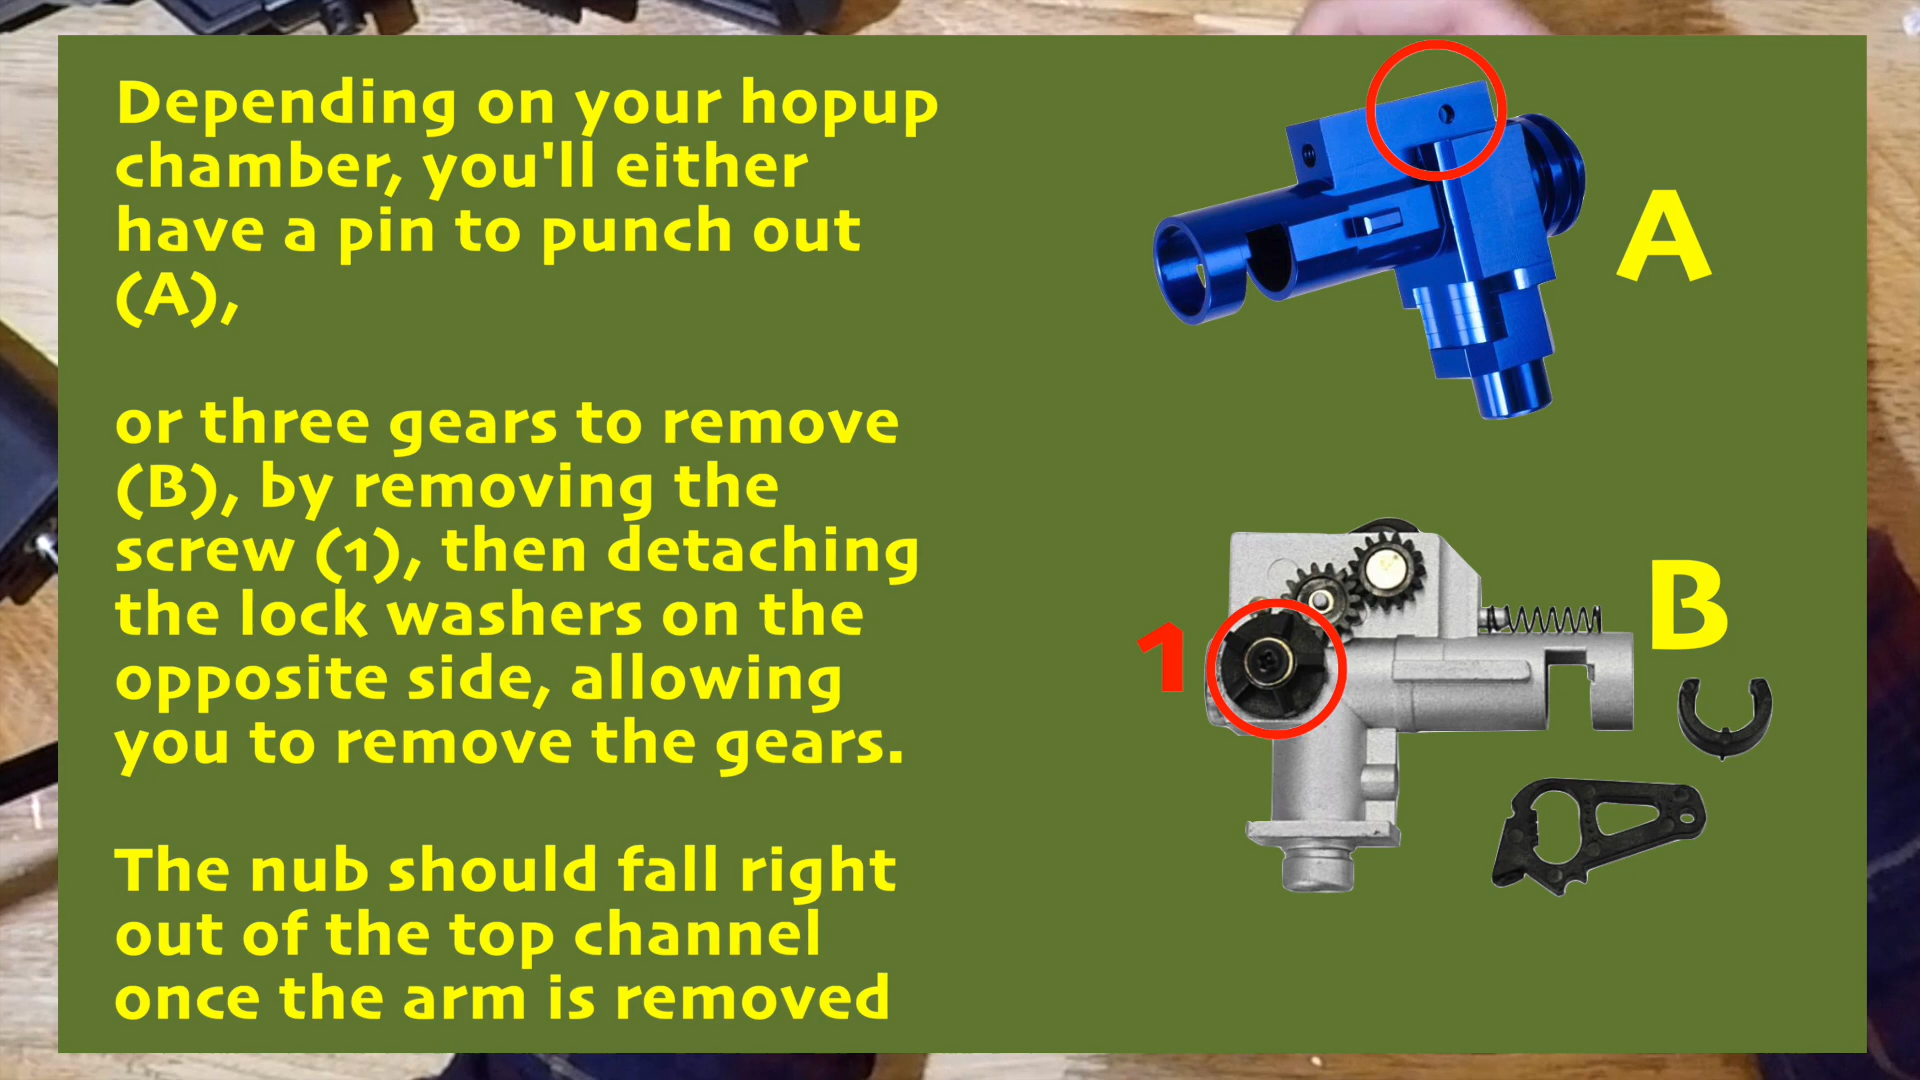 Depending on your hopup
chamber, you'll either
have a pin to punch out
(A),
or three gears to remove
(B), by removing the
screw (1), then detaching
the lock washers on the
opposite side, allowing
you to remove the gears.
The nub should fall right
out of the top channel
once the arm is removed
A
B
1